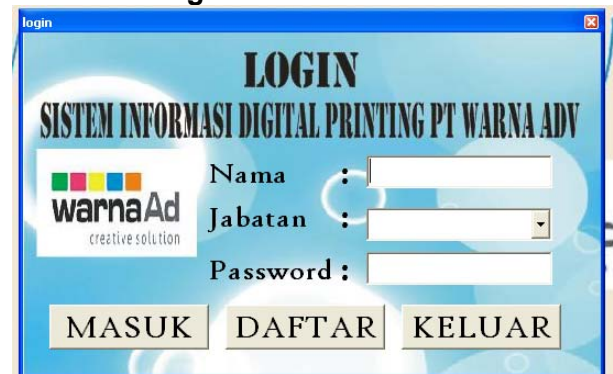 login
LOGIN
SISTEM INFORMASI DIGITAL PRINTING PT WARNA ADV
warnaAd
creative solution
Nama :
Jabatan :
Password :
MASUK DAFTAR KELUAR